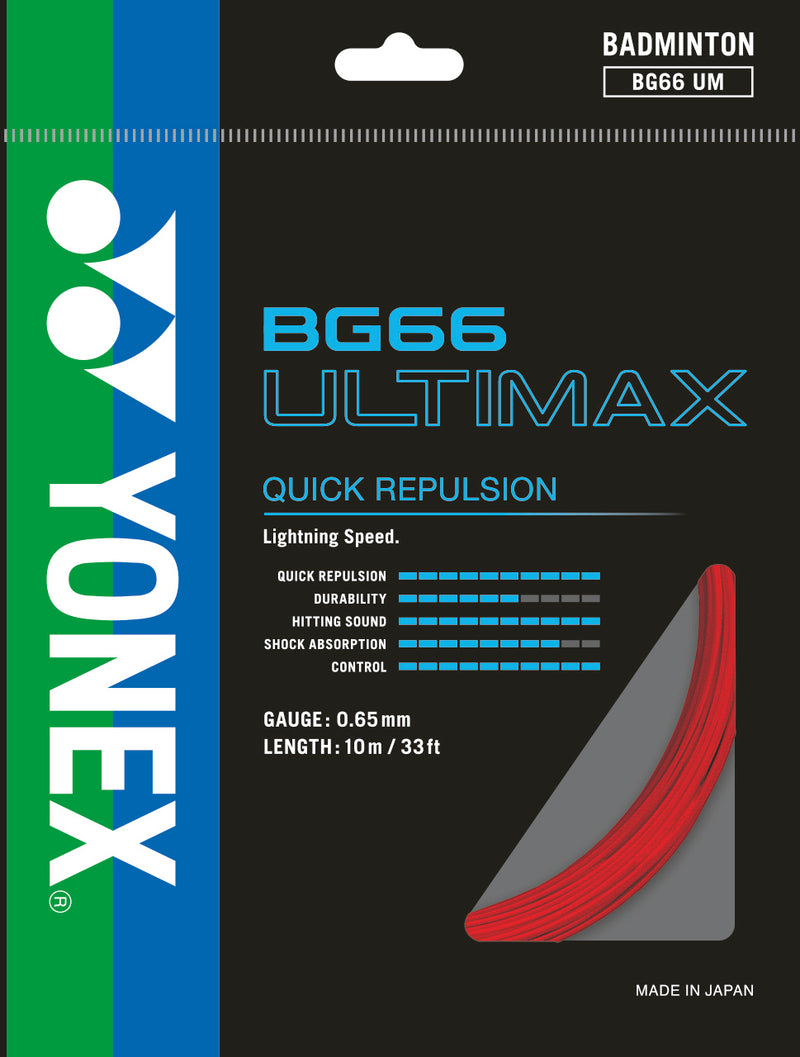 BADMINTON
BG66 UM
YONEX®
BG66
ULTIMAX
QUICK REPULSION
Lightning Speed.
QUICK REPULSION
DURABILITY
HITTING SOUND
SHOCK ABSORPTION
CONTROL
GAUGE: 0.65mm
LENGTH: 10m / 33ft
MADE IN JAPAN